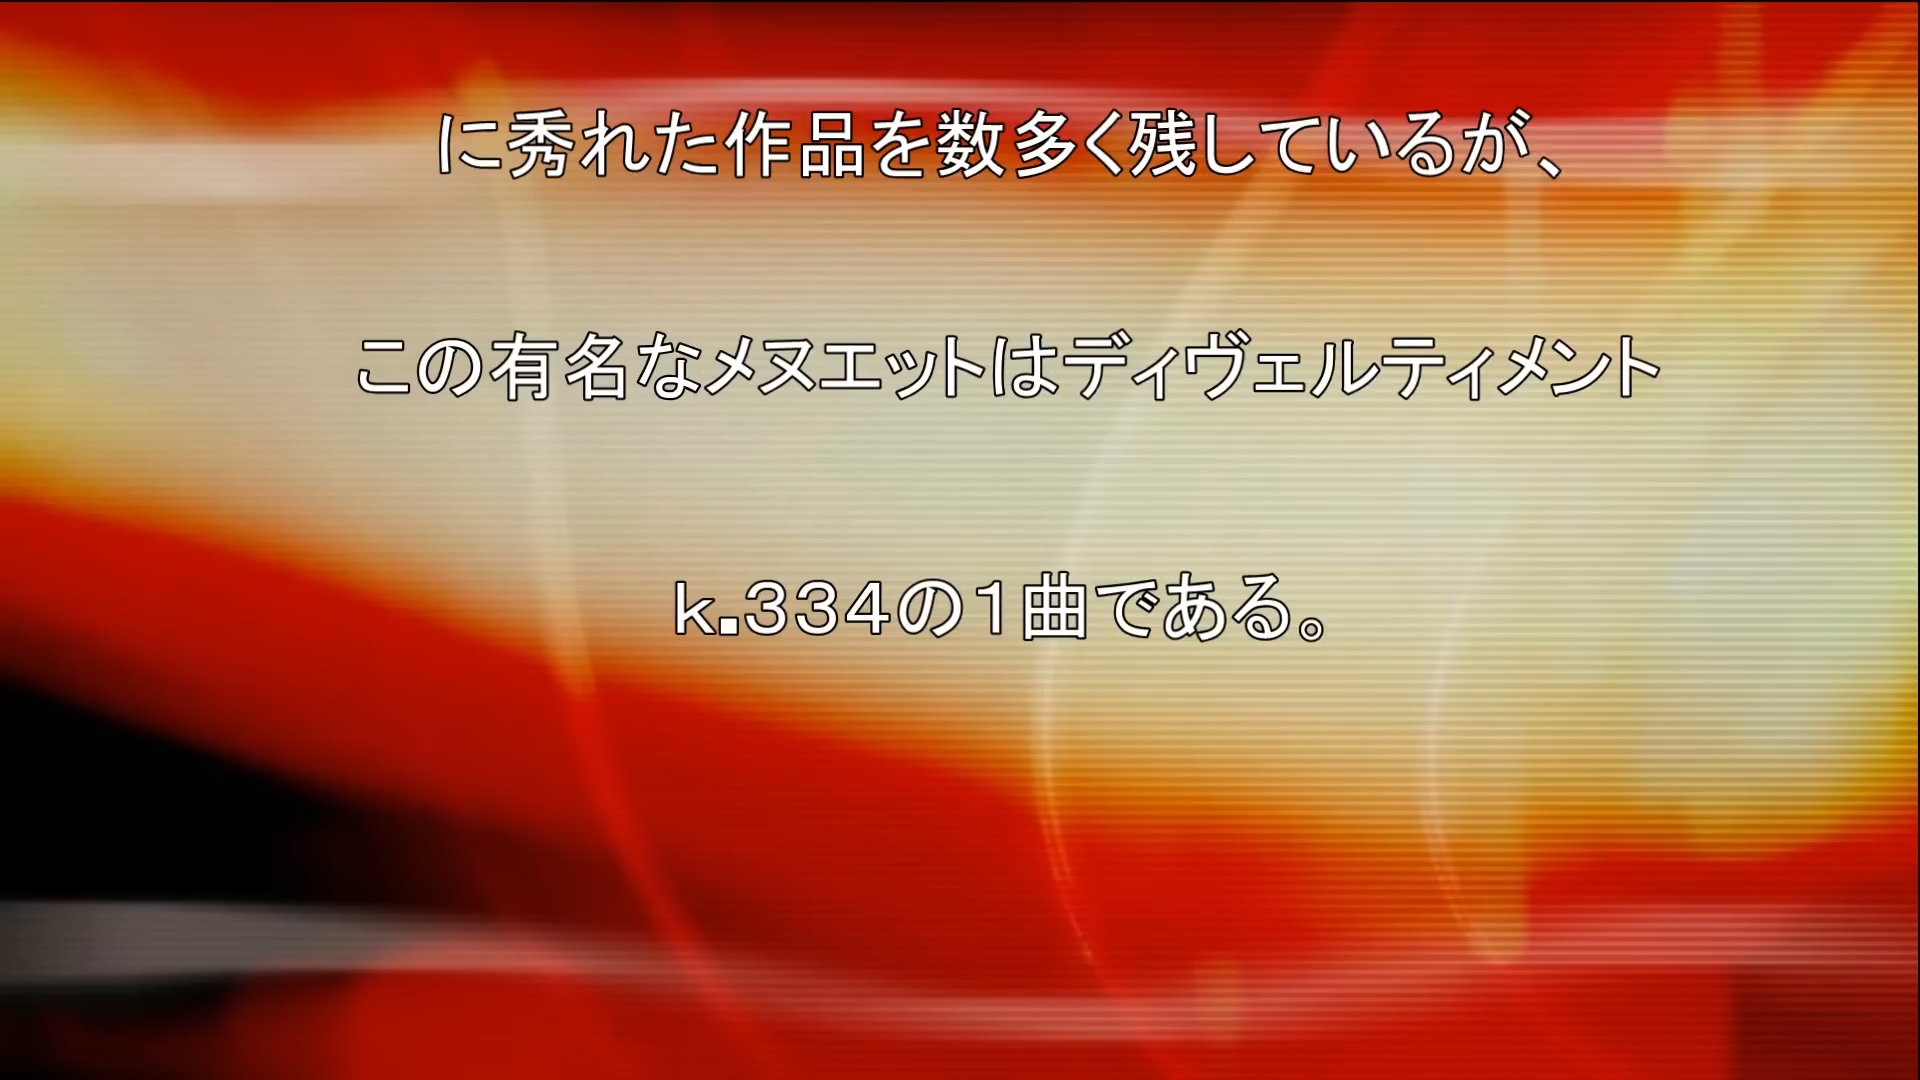 に秀れた作品を数多く残しているが、
この有名なメヌエットはディヴェルティメント
ｋ.３３４の１曲である。